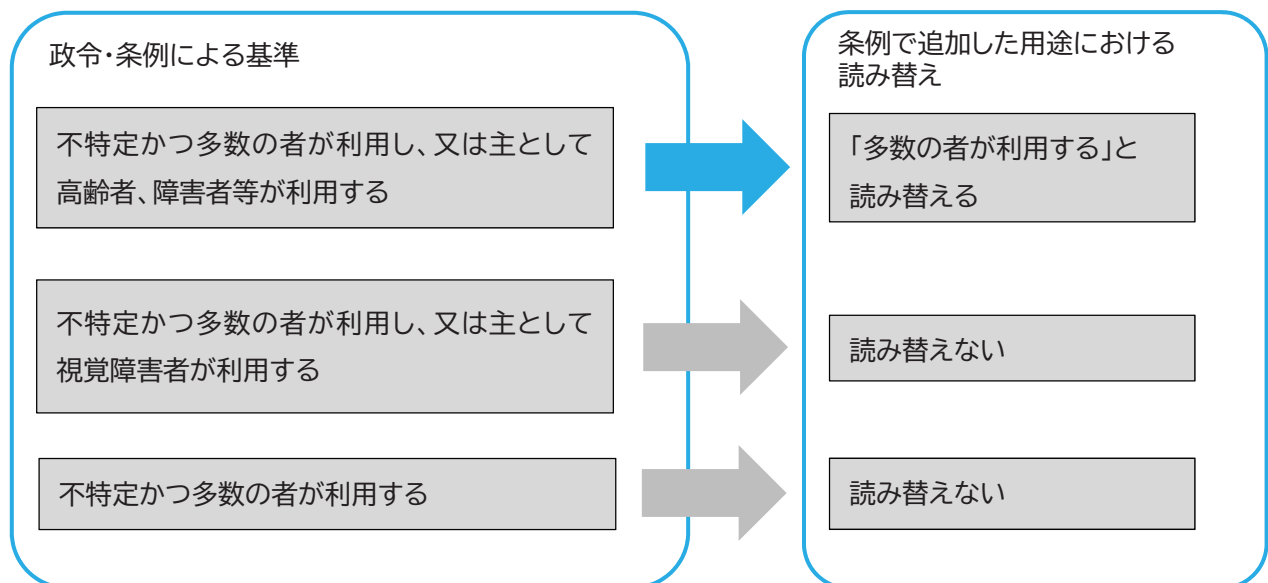 政令・条例による基準
不特定かつ多数の者が利用し、又は主として
高齢者、障害者等が利用する
不特定かつ多数の者が利用し、又は主として
視覚障害者が利用する
不特定かつ多数の者が利用する
条例で追加した用途における
読み替え
「多数の者が利用する」と
読み替える
読み替えない
読み替えない